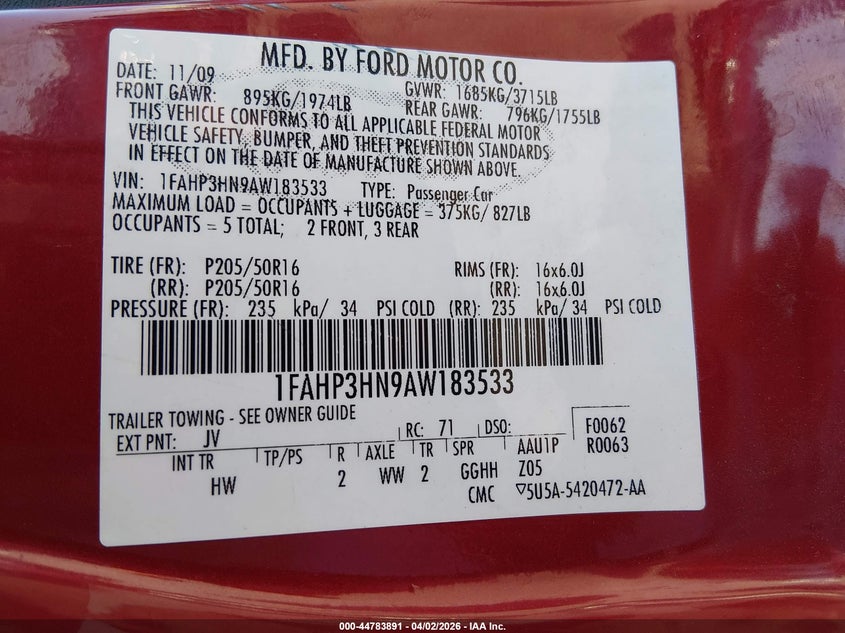 MFD. BY FORD MOTOR CO.
DATE: 11/09 GVWR: 1685KG/3715LB
FRONT GAWR: 895KG/1974LB REAR GAWR: 796KG/1755LB
THIS VEHICLE CONFORMS TO ALL APPLICABLE FEDERAL MOTOR
VEHICLE SAFETY, BUMPER, AND THEFT PREVENTION STANDARDS
IN EFFECT ON THE DATE OF MANUFACTURE SHOWN ABOVE.
VIN: 1FAHP3HN9AW183533 TYPE: Passenger Car
MAXIMUM LOAD = OCCUPANTS + LUGGAGE = 375KG/ 827LB
OCCUPANTS = 5 TOTAL; 2 FRONT, 3 REAR
TIRE (FR): P205/50R16 RIMS (FR): 16x6.0J
(RR): P205/50R16 (RR): 16x6.0J
PRESSURE (FR): 235 kPa/ 34 PSI COLD (RR): 235 kPa/ 34 PSI COLD
1FAHP3HN9AW183533
TRAILER TOWING - SEE OWNER GUIDE
EXT PNT: JV RC: 71 DSO: F0062
INT TR TP/PS R AXLE TR SPR AAU1P R0063
HW 2 WW 2 GGHH Z05
CMC ▽5U5A-5420472-AA
000-44783891 - 04/02/2026 - IAA Inc.